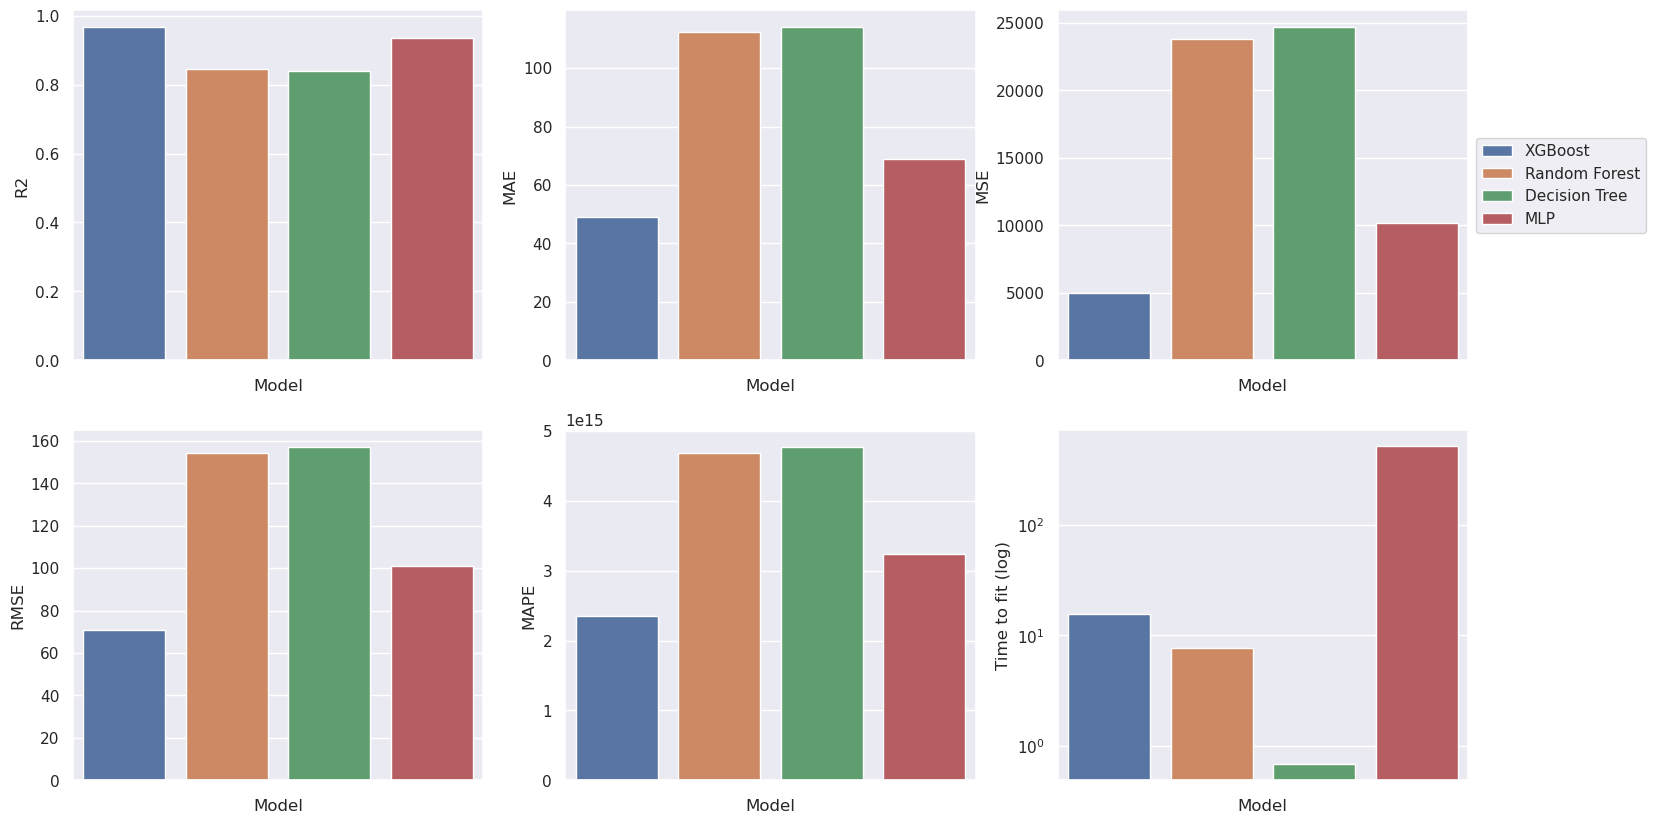 1.0
0.8
0.6
0.4
0.2
0.0
R2
Model
100
80
60
40
20
0
MAE
Model
25000
20000
15000
10000
5000
0
MSE
Model
XGBoost
Random Forest
Decision Tree
MLP
160
140
120
100
80
60
40
20
0
RMSE
Model
1e15
5
4
3
2
1
0
MAPE
Model
10²
10¹
10⁰
Time to fit (log)
Model